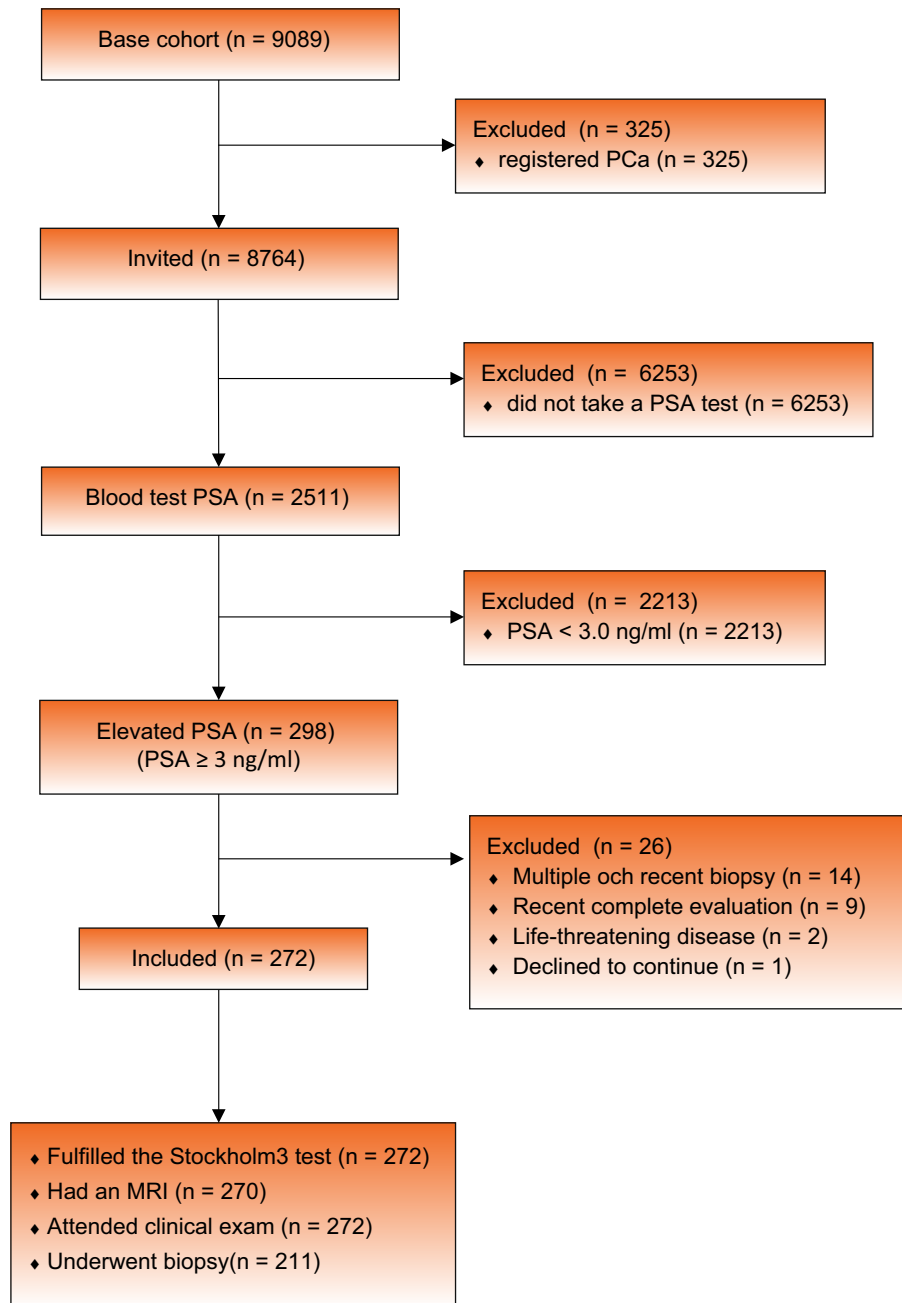 Base cohort (n = 9089)
Excluded (n = 325)
♦ registered PCa (n = 325)
Invited (n = 8764)
Excluded (n = 6253)
♦ did not take a PSA test (n = 6253)
Blood test PSA (n = 2511)
Excluded (n = 2213)
♦ PSA < 3.0 ng/ml (n = 2213)
Elevated PSA (n = 298)
(PSA ≥ 3 ng/ml)
Excluded (n = 26)
♦ Multiple och recent biopsy (n = 14)
♦ Recent complete evaluation (n = 9)
♦ Life-threatening disease (n = 2)
♦ Declined to continue (n = 1)
Included (n = 272)
♦ Fulfilled the Stockholm3 test (n = 272)
♦ Had an MRI (n = 270)
♦ Attended clinical exam (n = 272)
♦ Underwent biopsy(n = 211)